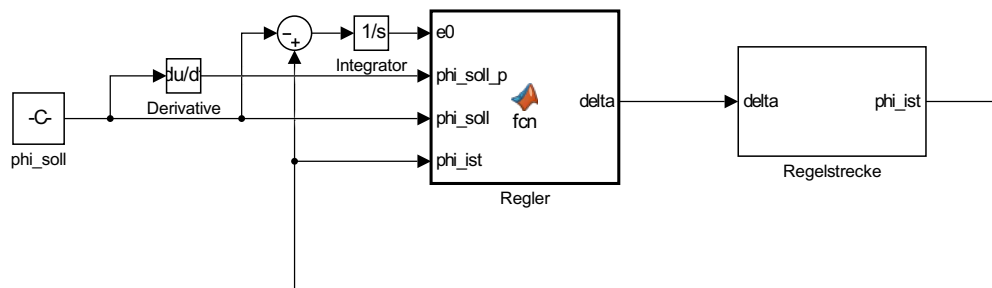 -C-
phi_soll
du/d
Derivative
−
+
1/s
Integrator
e0
phi_soll_p
phi_soll
phi_ist
fcn
delta
Regler
delta
phi_ist
Regelstrecke